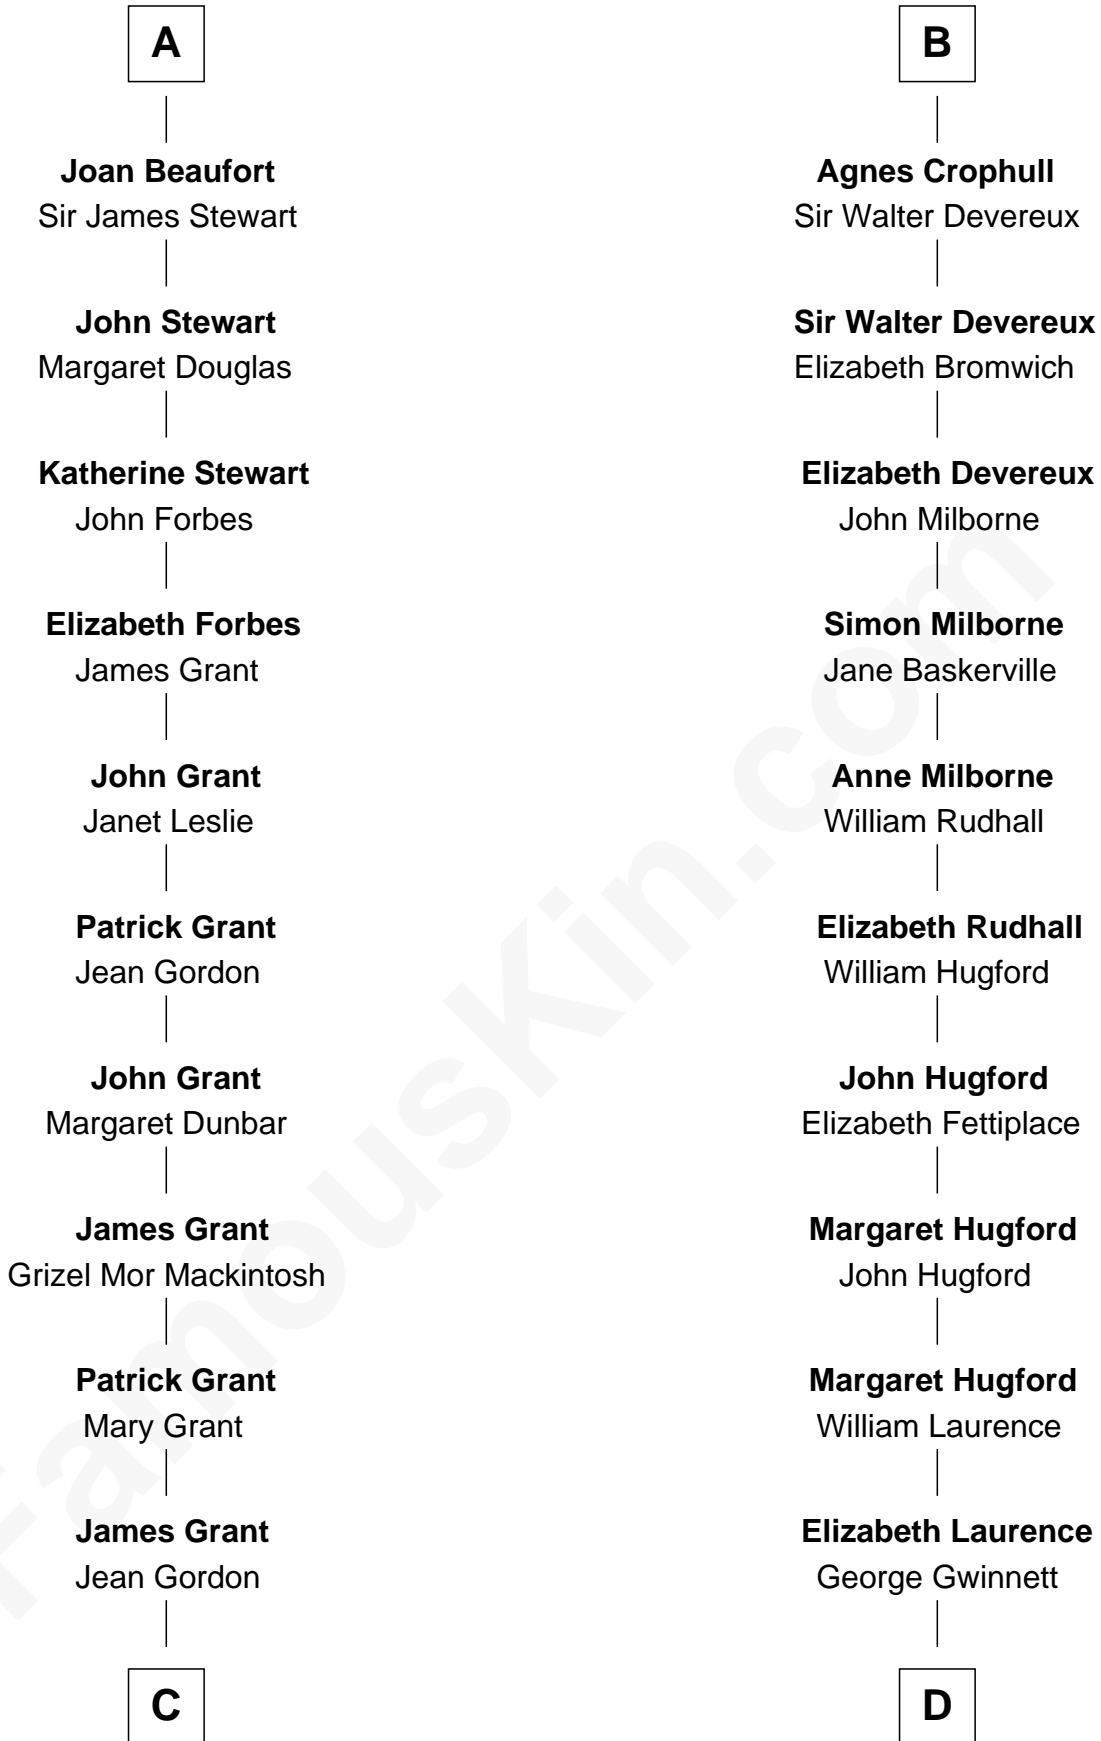 A
Joan Beaufort
Sir James Stewart
John Stewart
Margaret Douglas
Katherine Stewart
John Forbes
Elizabeth Forbes
James Grant
John Grant
Janet Leslie
Patrick Grant
Jean Gordon
John Grant
Margaret Dunbar
James Grant
Grizel Mor Mackintosh
Patrick Grant
Mary Grant
James Grant
Jean Gordon
C
B
Agnes Crophull
Sir Walter Devereux
Sir Walter Devereux
Elizabeth Bromwich
Elizabeth Devereux
John Milborne
Simon Milborne
Jane Baskerville
Anne Milborne
William Rudhall
Elizabeth Rudhall
William Hugford
John Hugford
Elizabeth Fettiplace
Margaret Hugford
John Hugford
Margaret Hugford
William Laurence
Elizabeth Laurence
George Gwinnett
D
FamousKin.com